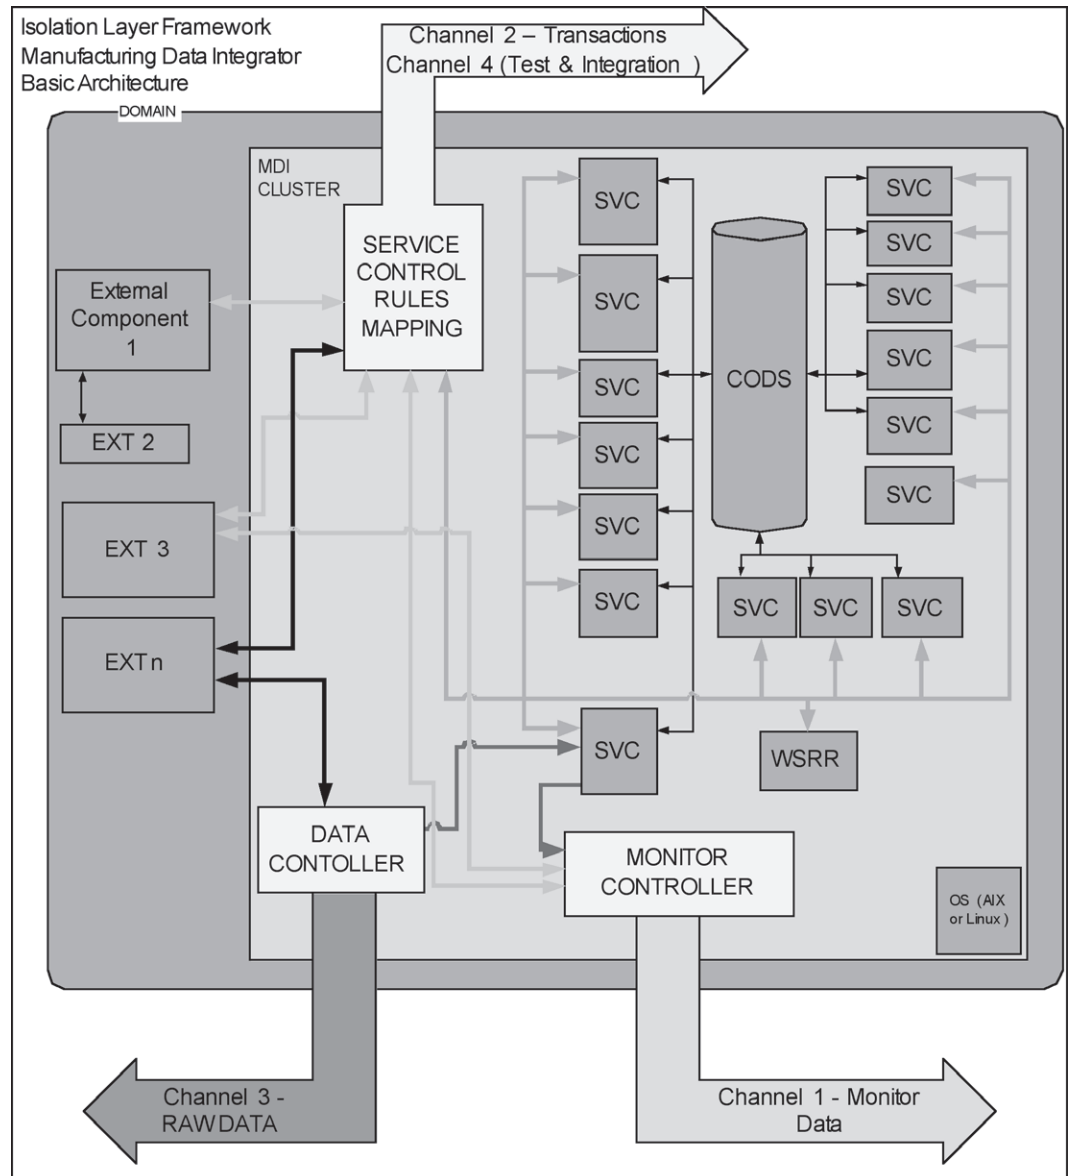 Isolation Layer Framework
Manufacturing Data Integrator
Basic Architecture
Channel 2 – Transactions
Channel 4 (Test & Integration )
DOMAIN
MDI
CLUSTER
SERVICE
CONTROL
RULES
MAPPING
External
Component
1
EXT 2
EXT 3
EXTn
SVC
SVC
SVC
SVC
SVC
SVC
SVC
CODS
SVC
SVC
SVC
SVC
SVC
SVC
SVC
SVC
SVC
WSRR
DATA
CONTOLLER
MONITOR
CONTROLLER
OS (AIX
or Linux)
Channel 3 -
RAWDATA
Channel 1 - Monitor
Data